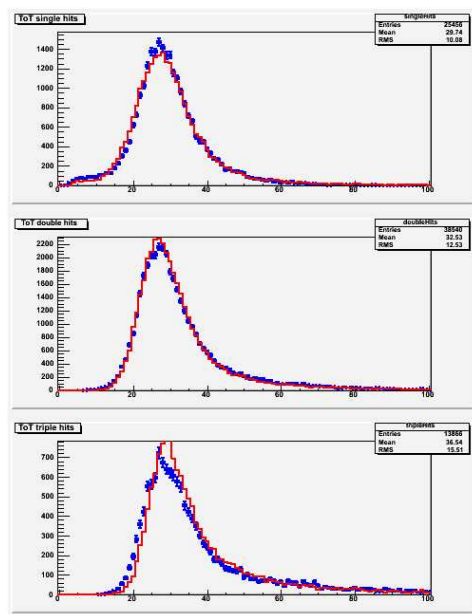 ToT single hits
singleHits
Entries 25456
Mean 29.74
RMS 10.08
1400
1200
1000
800
600
400
200
0
0 20 40 60 80 100
ToT double hits
doubleHits
Entries 38540
Mean 32.53
RMS 12.53
2200
2000
1800
1600
1400
1200
1000
800
600
400
200
0
0 20 40 60 80 100
ToT triple hits
tripleHits
Entries 13866
Mean 36.54
RMS 15.51
700
600
500
400
300
200
100
0
0 20 40 60 80 100